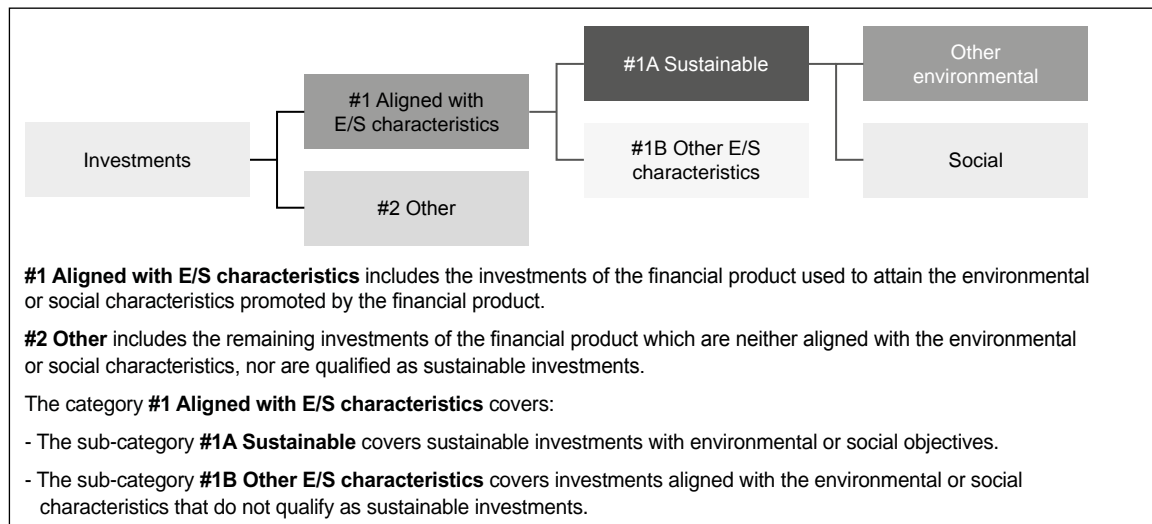 Investments
#1 Aligned with
E/S characteristics
#2 Other
#1A Sustainable
#1B Other E/S
characteristics
Other
environmental
Social
#1 Aligned with E/S characteristics includes the investments of the financial product used to attain the environmental
or social characteristics promoted by the financial product.
#2 Other includes the remaining investments of the financial product which are neither aligned with the environmental
or social characteristics, nor are qualified as sustainable investments.
The category #1 Aligned with E/S characteristics covers:
- The sub-category #1A Sustainable covers sustainable investments with environmental or social objectives.
- The sub-category #1B Other E/S characteristics covers investments aligned with the environmental or social
characteristics that do not qualify as sustainable investments.